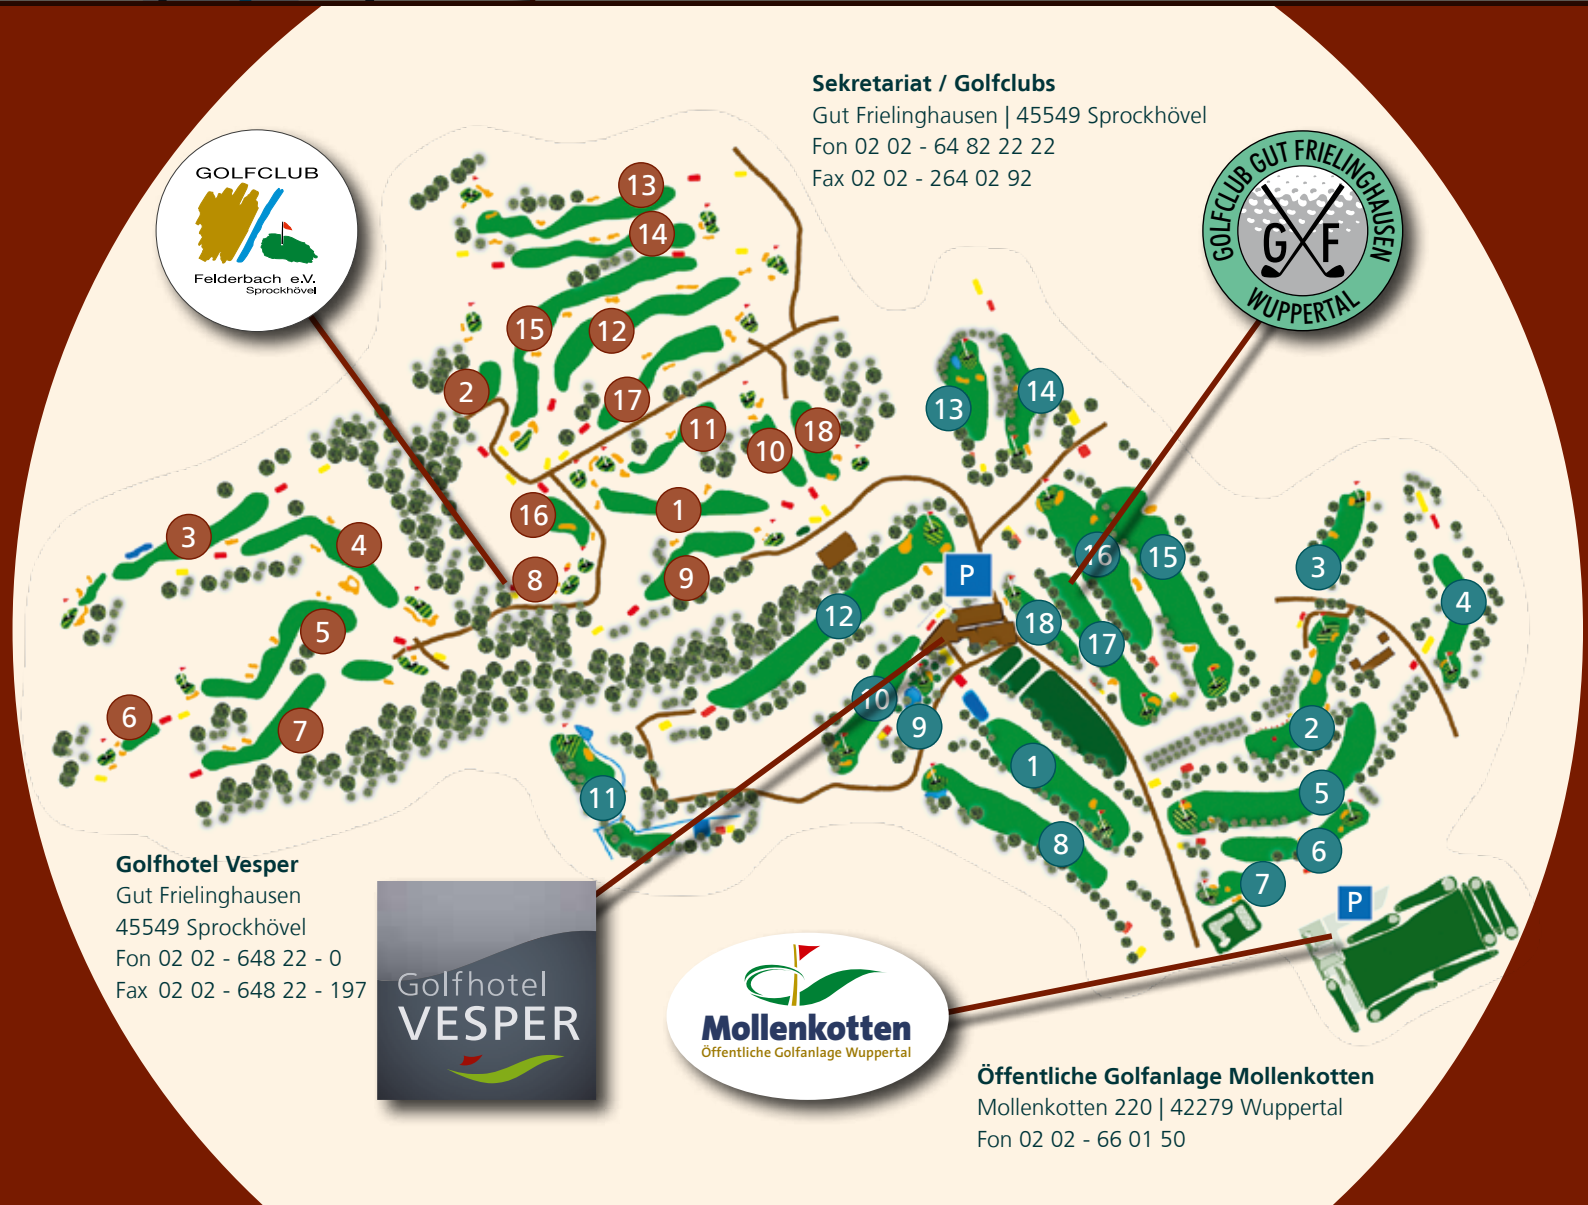 Sekretariat / Golfclubs
Gut Frielinghausen | 45549 Sprockhövel
Fon 02 02 - 64 82 22 22
Fax 02 02 - 264 02 92
GOLFCLUB
Felderbach e.V.
Sprockhövel
GOLFCLUB GUT FRIELINGHAUSEN
G F
WUPPERTAL
13
14
15
12
2
17
11
10
18
16
1
3
4
8
9
5
6
7
13
14
16
15
3
4
P
12
18
17
10
9
2
1
5
11
8
6
7
P
Golfhotel Vesper
Gut Frielinghausen
45549 Sprockhövel
Fon 02 02 - 648 22 - 0
Fax 02 02 - 648 22 - 197
Golfhotel
VESPER
Mollenkotten
Öffentliche Golfanlage Wuppertal
Öffentliche Golfanlage Mollenkotten
Mollenkotten 220 | 42279 Wuppertal
Fon 02 02 - 66 01 50